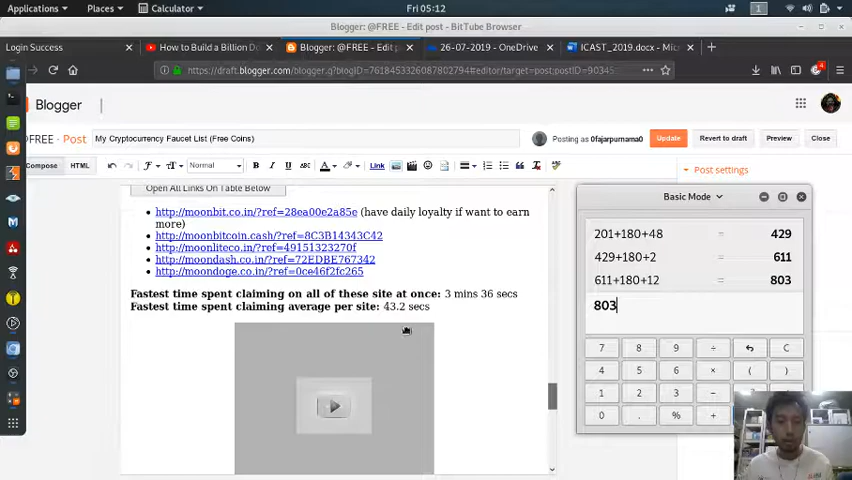 Applications
Places
Calculator
Fri 05:12
1
Blogger: @FREE - Edit post - BitTube Browser
Login Success
How to Build a Billion Do
Blogger: @FREE - Edit p
26-07-2019 - OneDrive
ICAST_2019.docx - Micr
https://draft.blogger.com/blogger.g?blogID=7618453326087802794#editor/target=post;postID=90345
4
Blogger
@FREE · Post
My Cryptocurrency Faucet List (Free Coins)
Posting as 0fajarpurnama0
Update
Revert to draft
Preview
Close
Compose
HTML
Normal
Link
Post settings
Open All Links On Table Below
http://moonbit.co.in/?ref=28ea00e2a85e (have daily loyalty if want to earn
more)
http://moonbitcoin.cash/?ref=8C3B14343C42
http://moonliteco.in/?ref=49151323270f
http://moondash.co.in/?ref=72EDBE767342
http://moondoge.co.in/?ref=0ce46f2fc265
Fastest time spent claiming on all of these site at once: 3 mins 36 secs
Fastest time spent claiming average per site: 43.2 secs
Basic Mode
201+180+48 = 429
429+180+2 = 611
611+180+12 = 803
803
7 8 9 ÷ C
4 5 6 × ( )
1 2 3 −
0 . % +